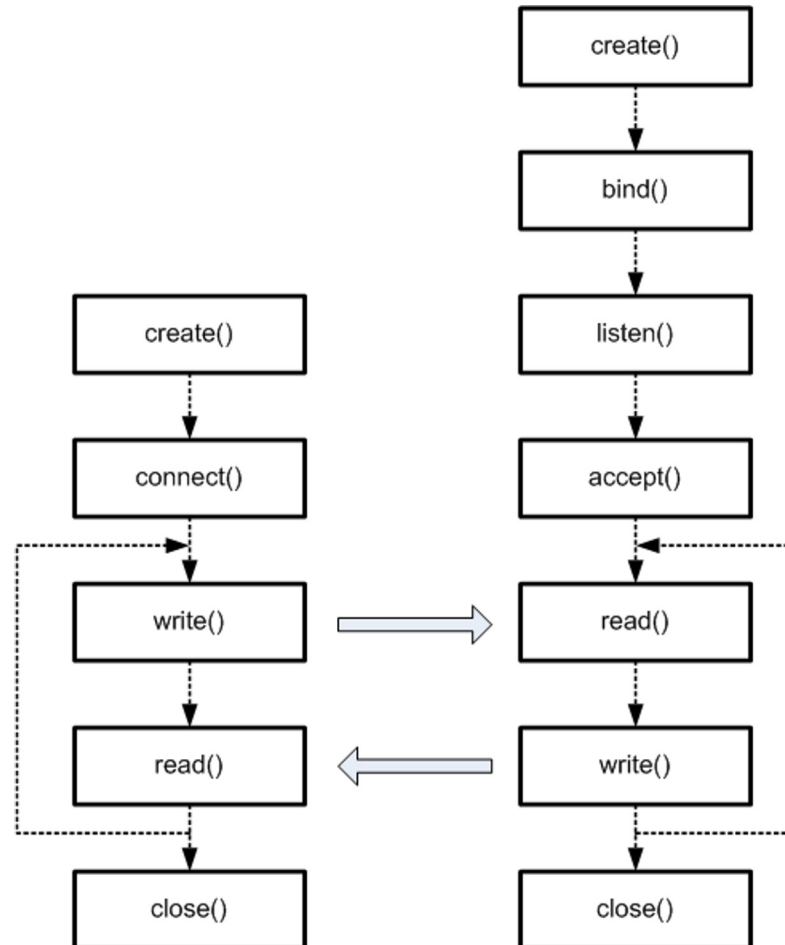 create()
bind()
create()
listen()
connect()
accept()
write()
read()
read()
write()
close()
close()